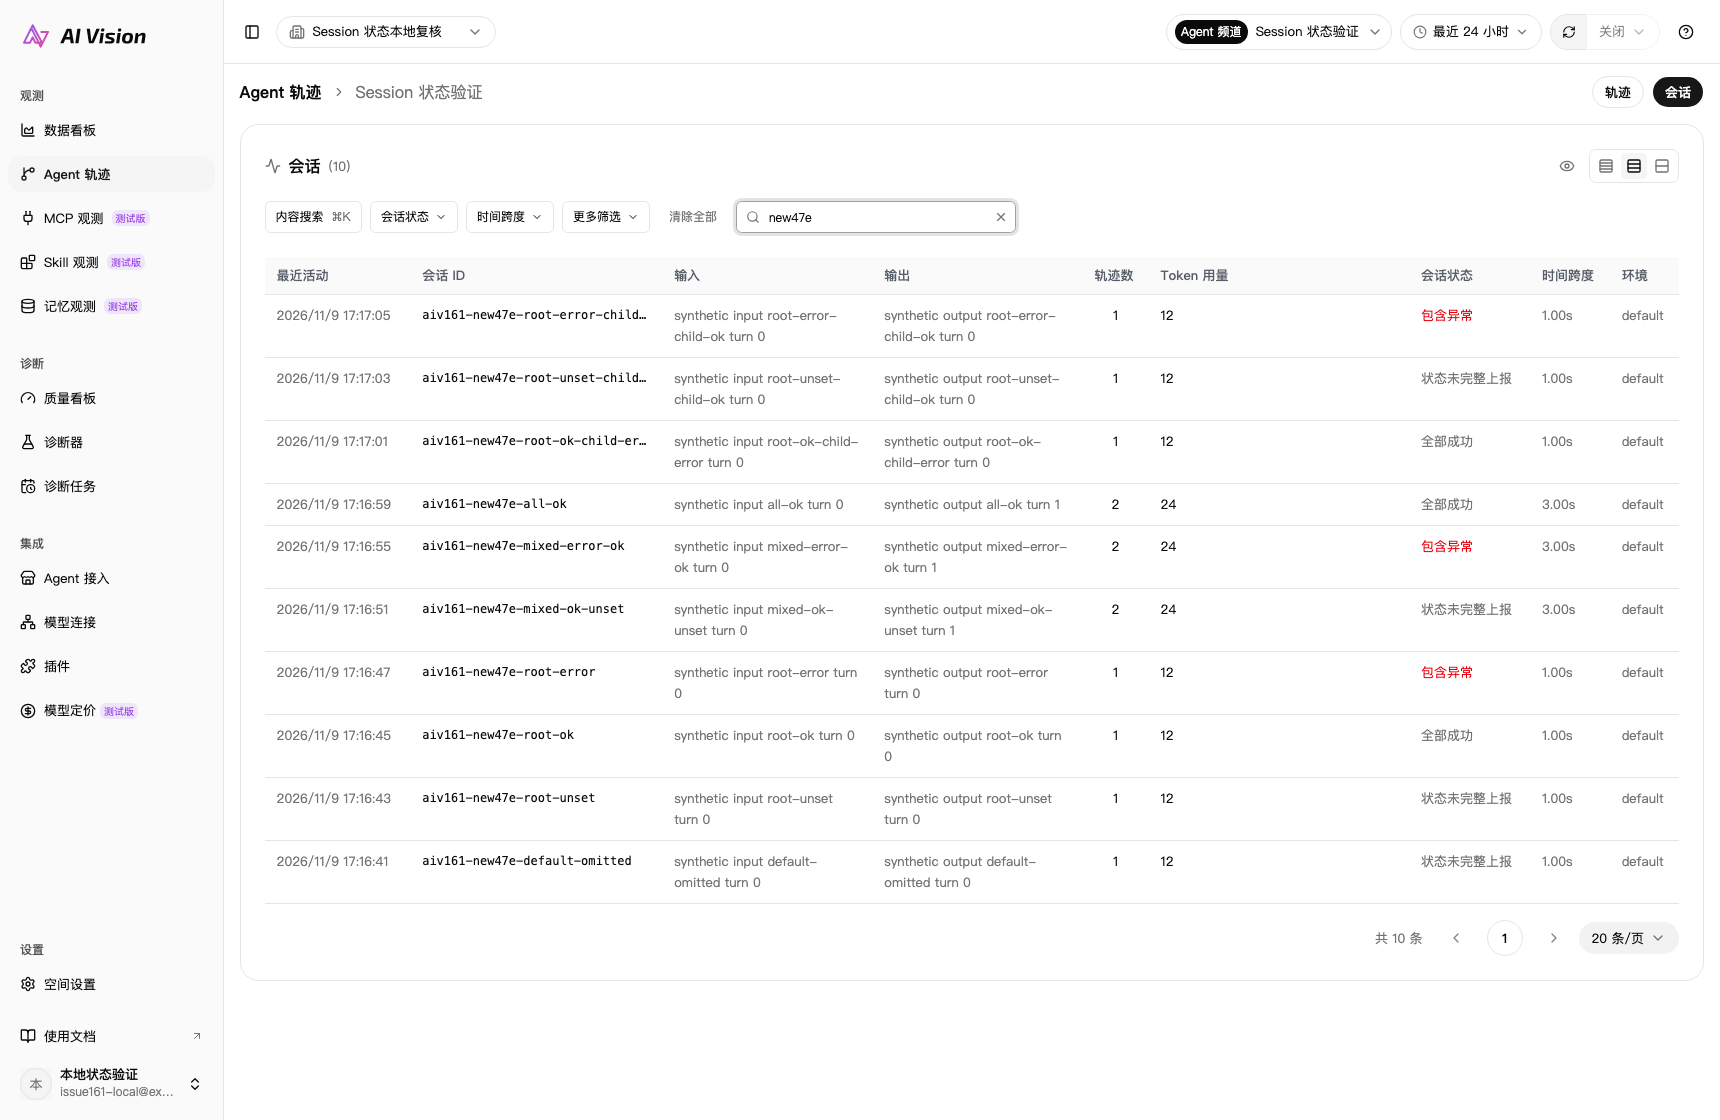 AI Vision
Session 状态本地复核
Agent 频道 Session 状态验证
最近 24 小时
关闭
观测
数据看板
Agent 轨迹
MCP 观测 测试版
Skill 观测 测试版
记忆观测 测试版
诊断
质量看板
诊断器
诊断任务
集成
Agent 接入
模型连接
插件
模型定价 测试版
设置
空间设置
使用文档
本 本地状态验证
issue161-local@ex...
Agent 轨迹 > Session 状态验证
轨迹 会话
会话 (10)
内容搜索 ⌘K 会话状态 时间跨度 更多筛选 清除全部 new47e
最近活动 会话 ID 输入 输出 轨迹数 Token 用量 会话状态 时间跨度 环境
2026/11/9 17:17:05 aiv161-new47e-root-error-child… synthetic input root-error- synthetic output root-error- 1 12 包含异常 1.00s default
child-ok turn 0 child-ok turn 0
2026/11/9 17:17:03 aiv161-new47e-root-unset-child… synthetic input root-unset- synthetic output root-unset- 1 12 状态未完整上报 1.00s default
child-ok turn 0 child-ok turn 0
2026/11/9 17:17:01 aiv161-new47e-root-ok-child-er… synthetic input root-ok-child- synthetic output root-ok- 1 12 全部成功 1.00s default
error turn 0 child-error turn 0
2026/11/9 17:16:59 aiv161-new47e-all-ok synthetic input all-ok turn 0 synthetic output all-ok turn 1 2 24 全部成功 3.00s default
2026/11/9 17:16:55 aiv161-new47e-mixed-error-ok synthetic input mixed-error- synthetic output mixed-error- 2 24 包含异常 3.00s default
ok turn 0 ok turn 1
2026/11/9 17:16:51 aiv161-new47e-mixed-ok-unset synthetic input mixed-ok- synthetic output mixed-ok- 2 24 状态未完整上报 3.00s default
unset turn 0 unset turn 1
2026/11/9 17:16:47 aiv161-new47e-root-error synthetic input root-error turn synthetic output root-error 1 12 包含异常 1.00s default
0 turn 0
2026/11/9 17:16:45 aiv161-new47e-root-ok synthetic input root-ok turn 0 synthetic output root-ok turn 1 12 全部成功 1.00s default
0
2026/11/9 17:16:43 aiv161-new47e-root-unset synthetic input root-unset synthetic output root-unset 1 12 状态未完整上报 1.00s default
turn 0 turn 0
2026/11/9 17:16:41 aiv161-new47e-default-omitted synthetic input default- synthetic output default- 1 12 状态未完整上报 1.00s default
omitted turn 0 omitted turn 0
共 10 条 1 20 条/页